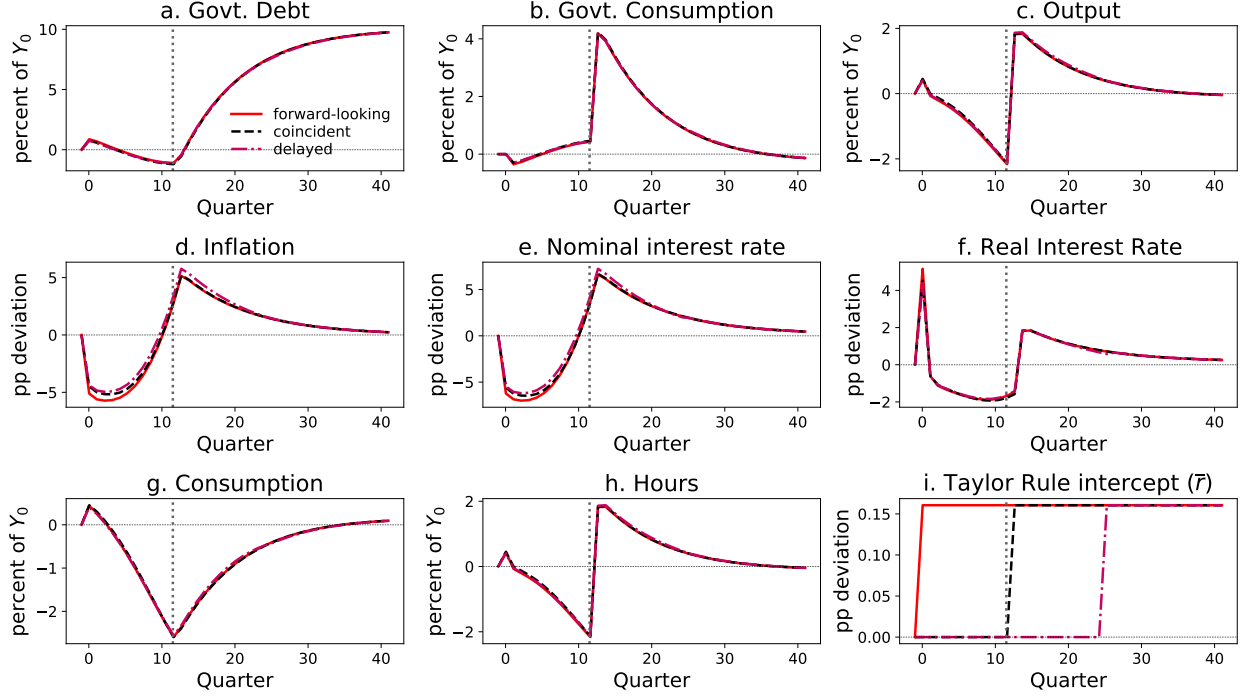 a. Govt. Debt
percent of Y₀
10
5
0
forward-looking
coincident
delayed
0 10 20 30 40
Quarter
b. Govt. Consumption
percent of Y₀
4
2
0
0 10 20 30 40
Quarter
c. Output
percent of Y₀
2
0
−2
0 10 20 30 40
Quarter
d. Inflation
pp deviation
5
0
−5
0 10 20 30 40
Quarter
e. Nominal interest rate
pp deviation
5
0
−5
0 10 20 30 40
Quarter
f. Real Interest Rate
pp deviation
4
2
0
−2
0 10 20 30 40
Quarter
g. Consumption
percent of Y₀
0
−1
−2
0 10 20 30 40
Quarter
h. Hours
percent of Y₀
2
0
−2
0 10 20 30 40
Quarter
i. Taylor Rule intercept (r̄)
pp deviation
0.15
0.10
0.05
0.00
0 10 20 30 40
Quarter